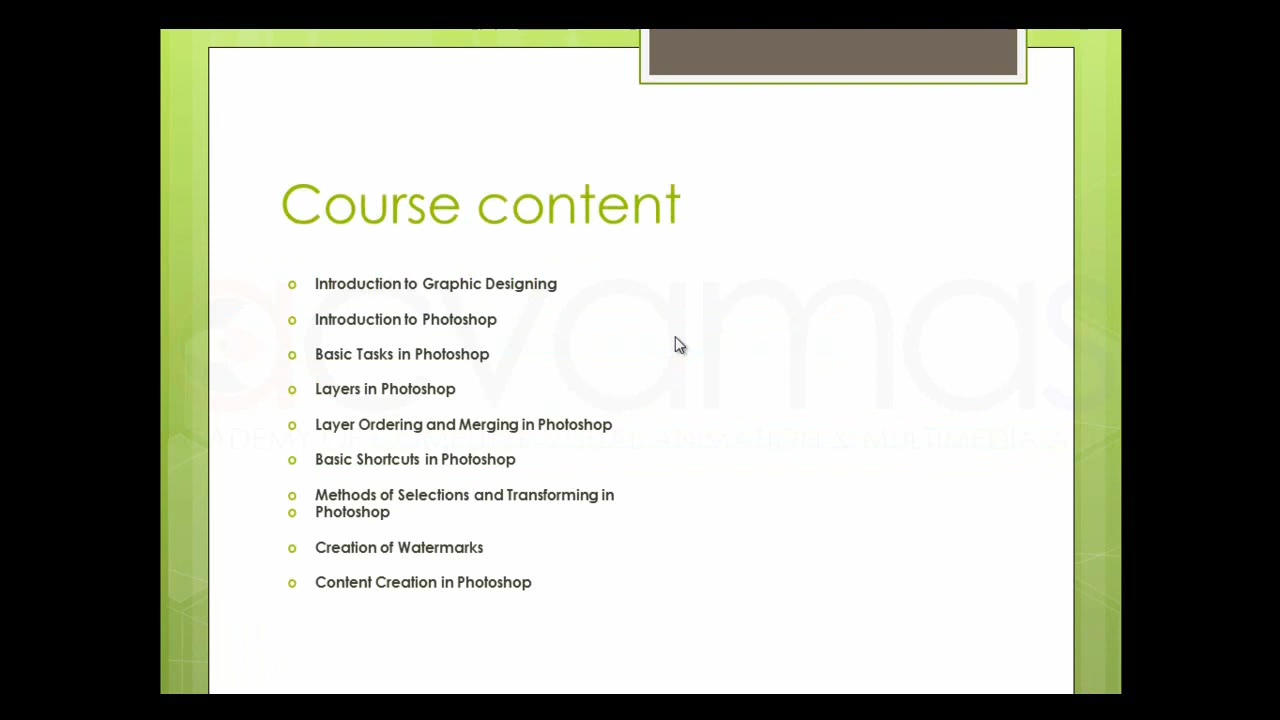 Course content
Introduction to Graphic Designing
Introduction to Photoshop
Basic Tasks in Photoshop
Layers in Photoshop
Layer Ordering and Merging in Photoshop
Basic Shortcuts in Photoshop
Methods of Selections and Transforming in
Photoshop
Creation of Watermarks
Content Creation in Photoshop
acvamas